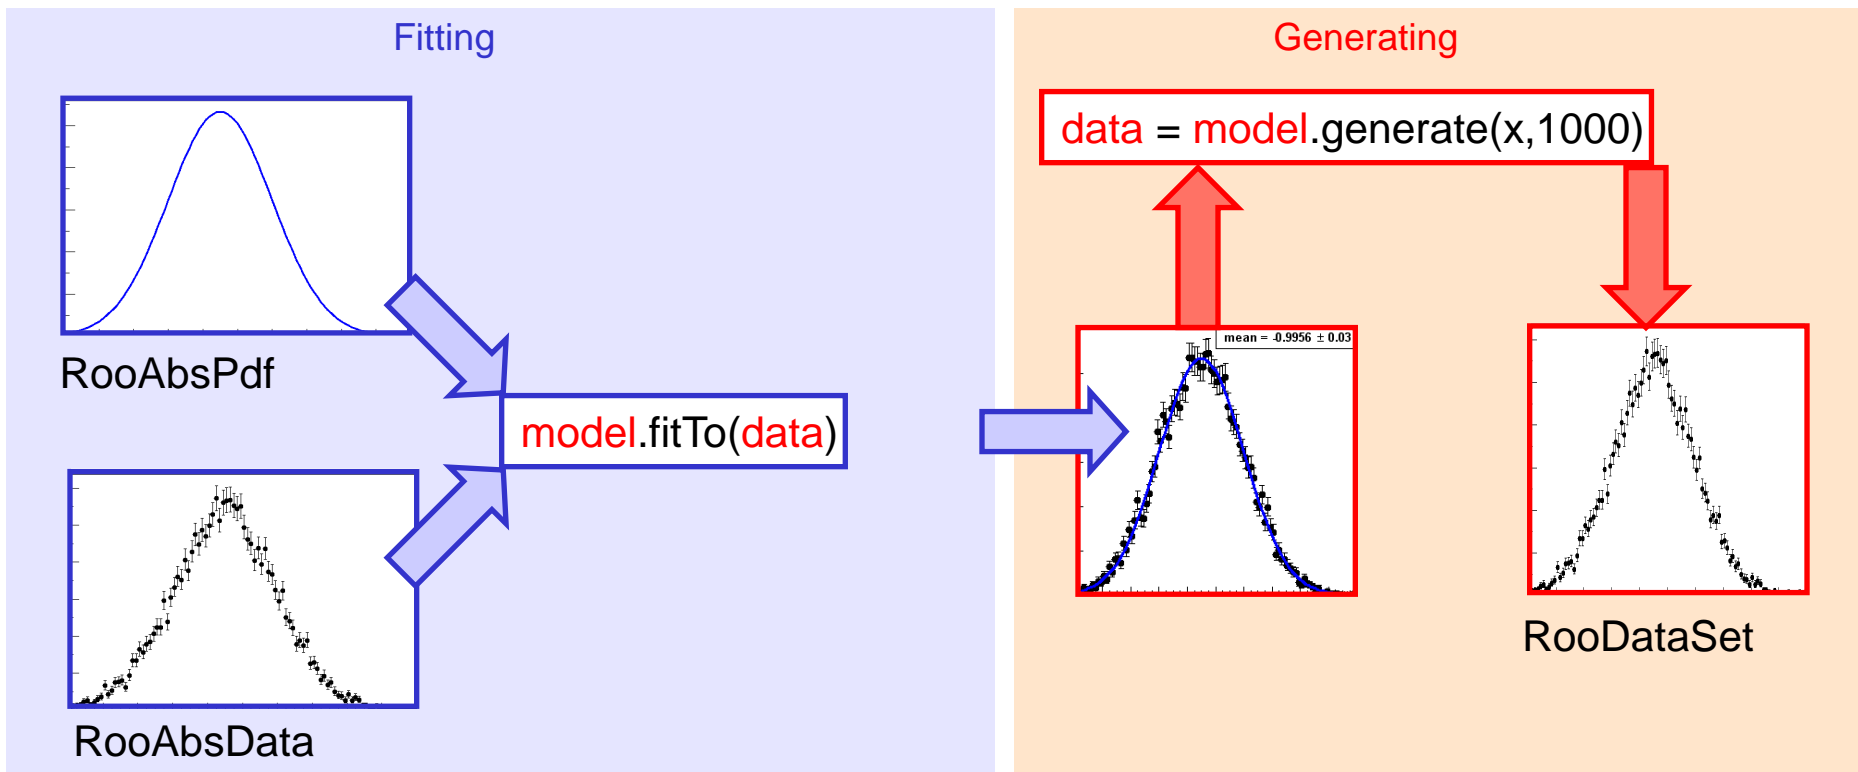 Fitting
RooAbsPdf
model.fitTo(data)
RooAbsData
Generating
data = model.generate(x,1000)
mean = -0.9956 ± 0.03
RooDataSet